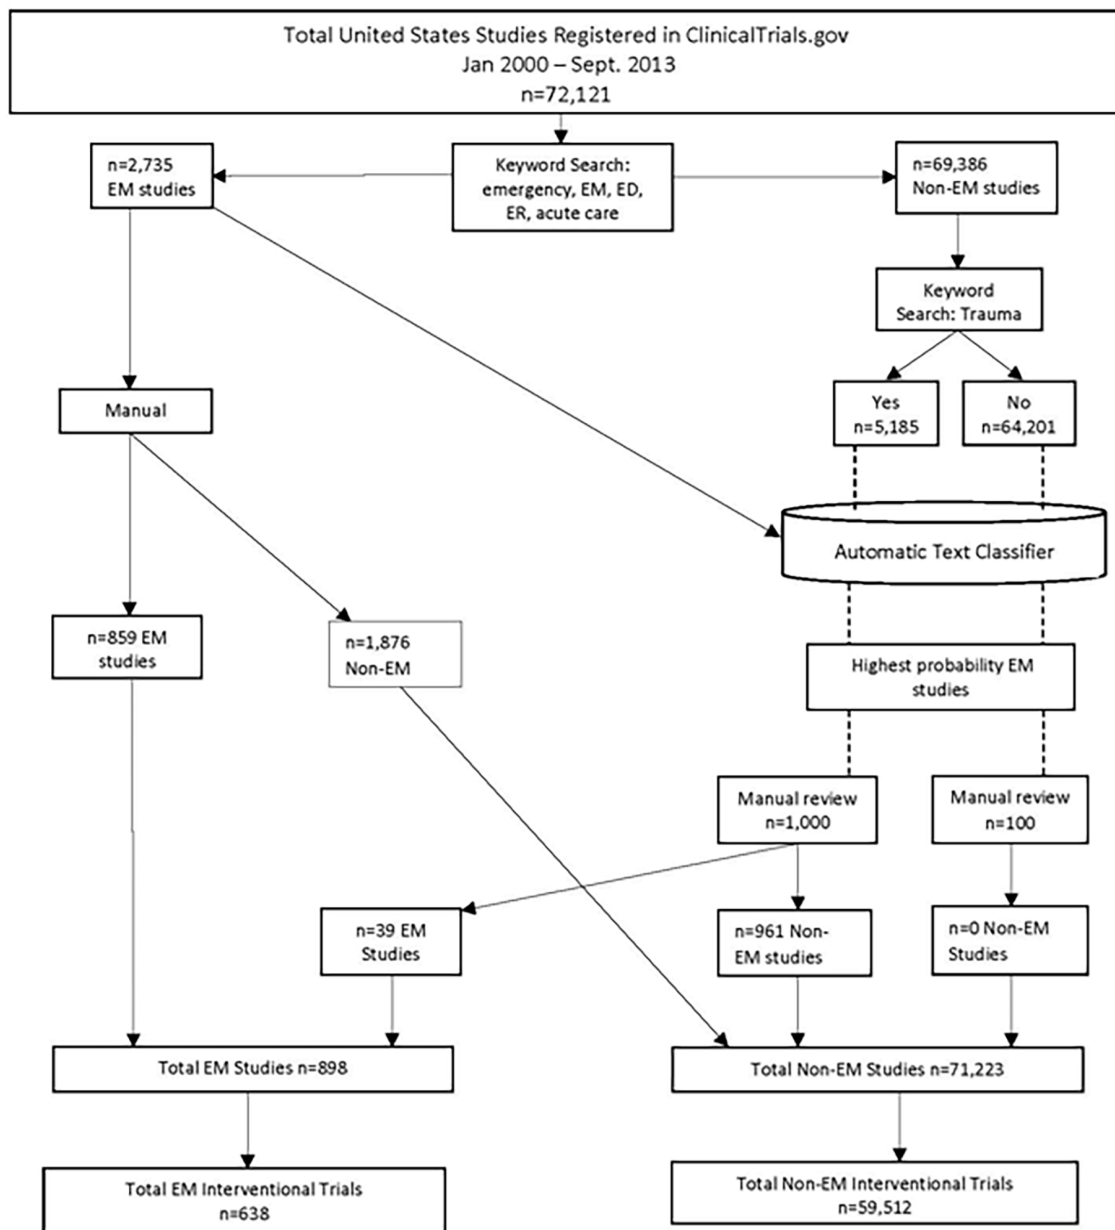 Total United States Studies Registered in ClinicalTrials.gov
Jan 2000 – Sept. 2013
n=72,121
n=2,735
EM studies
Keyword Search:
emergency, EM, ED,
ER, acute care
n=69,386
Non-EM studies
Keyword
Search: Trauma
Yes
n=5,185
No
n=64,201
Manual
Automatic Text Classifier
n=859 EM
studies
n=1,876
Non-EM
Highest probability EM
studies
Manual review
n=1,000
Manual review
n=100
n=39 EM
Studies
n=961 Non-
EM studies
n=0 Non-EM
Studies
Total EM Studies n=898
Total Non-EM Studies n=71,223
Total EM Interventional Trials
n=638
Total Non-EM Interventional Trials
n=59,512